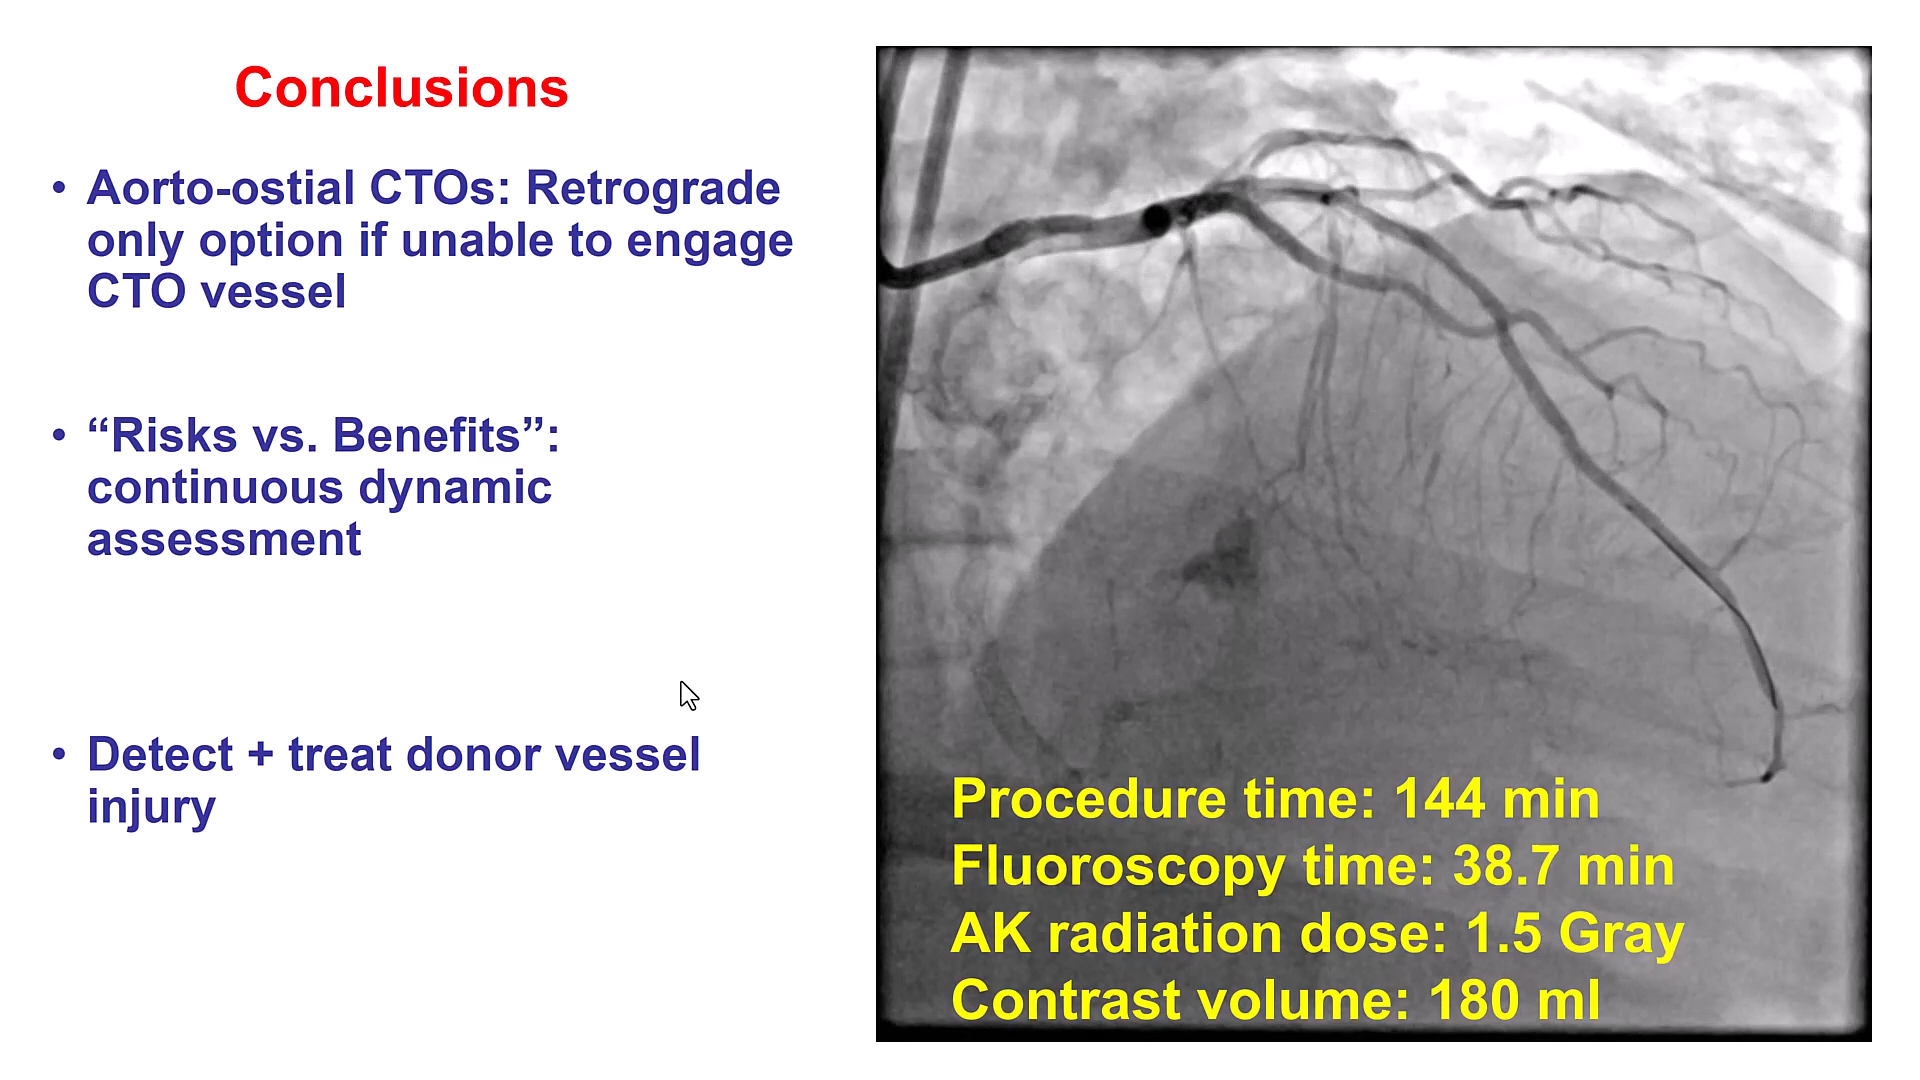 Conclusions
• Aorto-ostial CTOs: Retrograde
only option if unable to engage
CTO vessel
• “Risks vs. Benefits”:
continuous dynamic
assessment
• Detect + treat donor vessel
injury
Procedure time: 144 min
Fluoroscopy time: 38.7 min
AK radiation dose: 1.5 Gray
Contrast volume: 180 ml